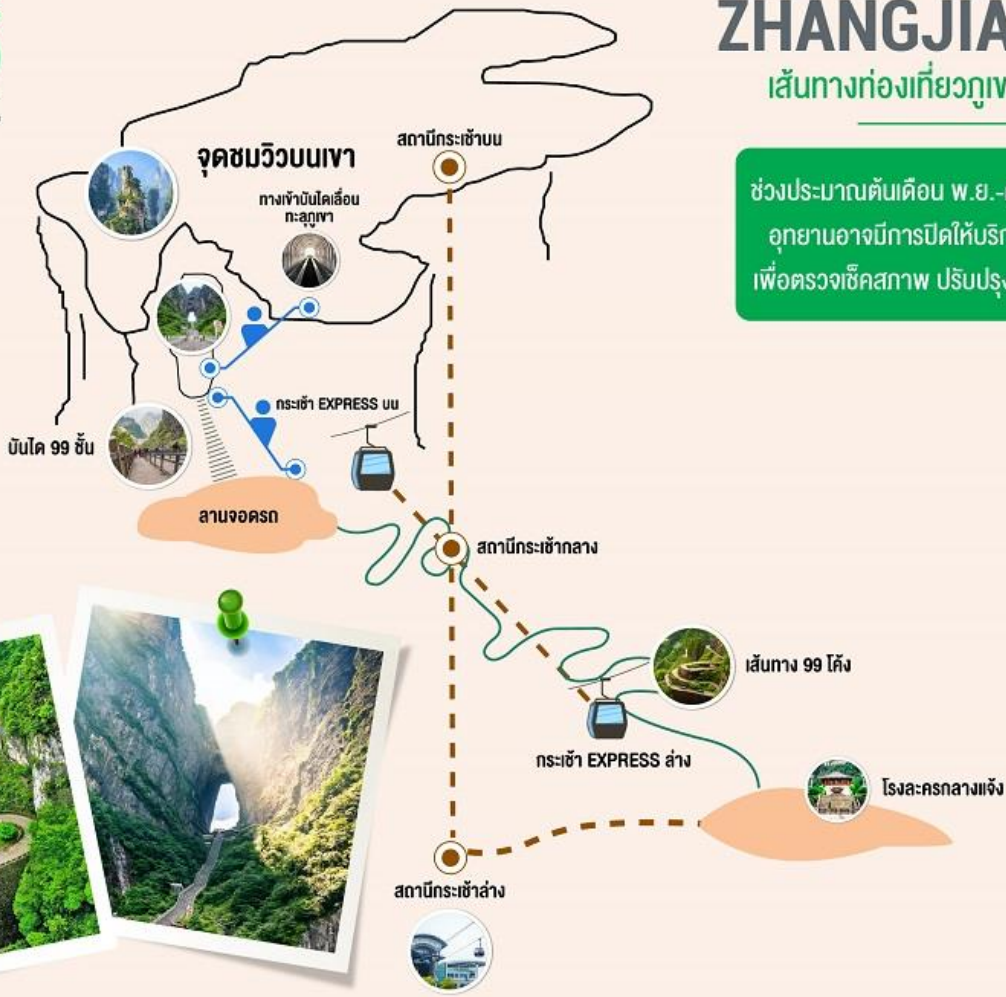 ZHANGJIA
เส้นทางท่องเที่ยวภูเข
ช่วงประมาณต้นเดือน พ.ย.-
อุทยานอาจมีการปิดให้บริก
เพื่อตรวจเช็คสภาพ ปรับปรุง
สถานีกระเช้าบน
จุดชมวิวบนเขา
ทางเข้าบันไดเลื่อน
ทะลุภูเขา
กระเช้า EXPRESS บน
บันได 99 ชั้น
ลานจอดรถ
สถานีกระเช้ากลาง
เส้นทาง 99 โค้ง
กระเช้า EXPRESS ล่าง
โรงละครกลางแจ้ง
สถานีกระเช้าล่าง